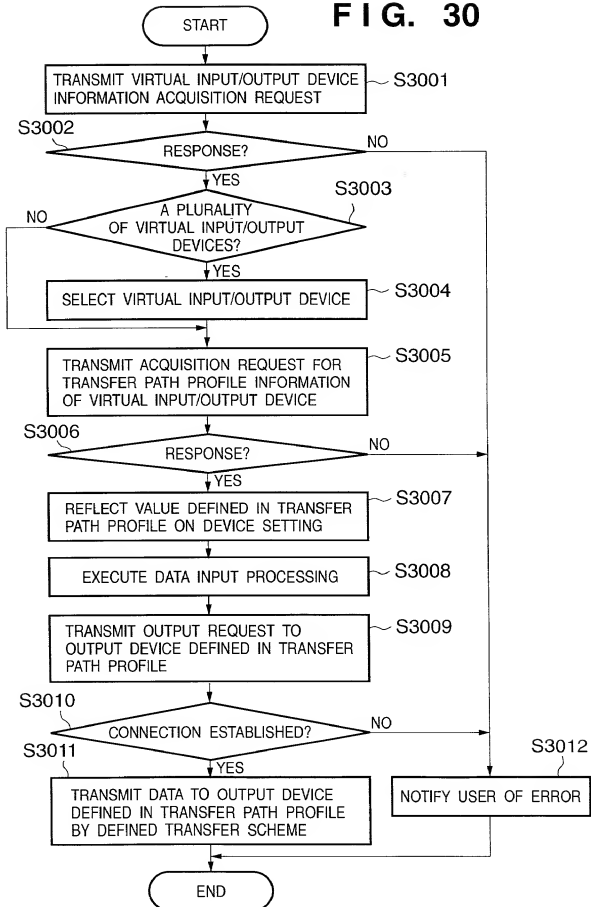 FIG. 30
START
TRANSMIT VIRTUAL INPUT/OUTPUT DEVICE
INFORMATION ACQUISITION REQUEST
S3001
S3002
RESPONSE?
NO
YES
S3003
NO
A PLURALITY
OF VIRTUAL INPUT/OUTPUT
DEVICES?
YES
SELECT VIRTUAL INPUT/OUTPUT DEVICE
S3004
TRANSMIT ACQUISITION REQUEST FOR
TRANSFER PATH PROFILE INFORMATION
OF VIRTUAL INPUT/OUTPUT DEVICE
S3005
S3006
RESPONSE?
NO
YES
REFLECT VALUE DEFINED IN TRANSFER
PATH PROFILE ON DEVICE SETTING
S3007
EXECUTE DATA INPUT PROCESSING
S3008
TRANSMIT OUTPUT REQUEST TO
OUTPUT DEVICE DEFINED IN TRANSFER
PATH PROFILE
S3009
S3010
CONNECTION ESTABLISHED?
NO
YES
S3011
TRANSMIT DATA TO OUTPUT DEVICE
DEFINED IN TRANSFER PATH PROFILE
BY DEFINED TRANSFER SCHEME
S3012
NOTIFY USER OF ERROR
END